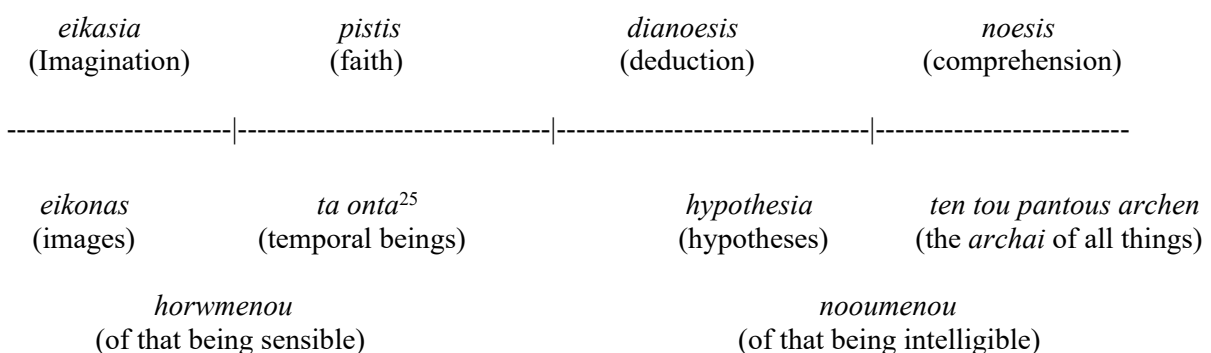 eikasia pistis dianoesis noesis
(Imagination) (faith) (deduction) (comprehension)
-----------------------|---------------------------------|---------------------------------|--------------------------
eikonas ta onta25 hypothesia ten tou pantous archen
(images) (temporal beings) (hypotheses) (the archai of all things)
horwmenou nooumenou
(of that being sensible) (of that being intelligible)